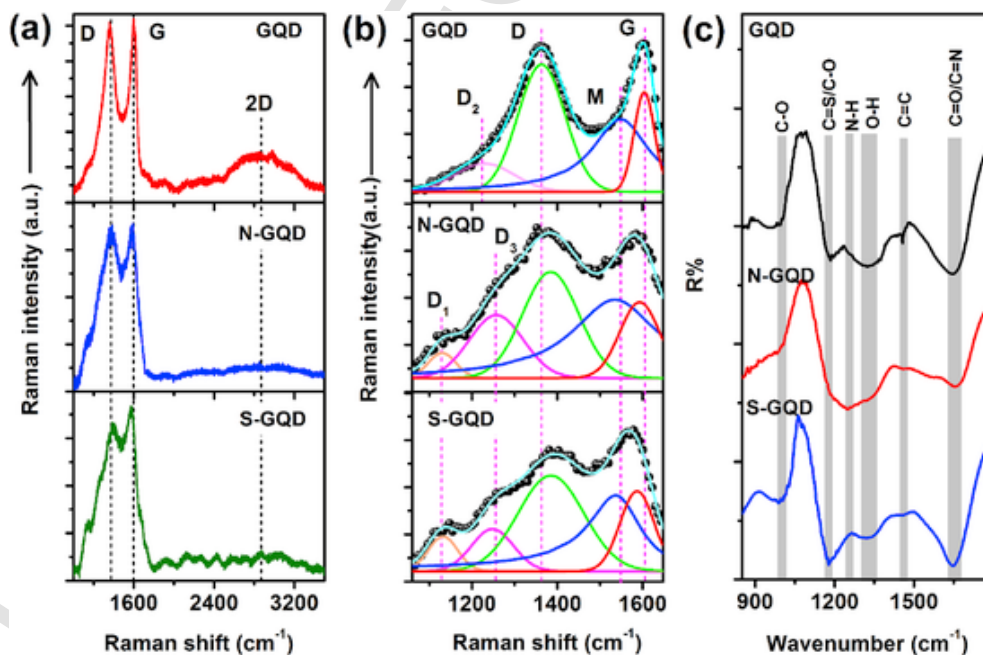 (a)
D
G
GQD
2D
N-GQD
S-GQD
Raman intensity (a.u.)
1600 2400 3200
Raman shift (cm-1)
(b)
GQD
D
G
D2
M
N-GQD
D3
D1
S-GQD
Raman intensity(a.u.)
1200 1400 1600
Raman shift (cm-1)
(c)
GQD
C-O
C=S/C-O
N-H
O-H
C=C
C=O/C=N
N-GQD
S-GQD
R%
900 1200 1500
Wavenumber (cm-1)